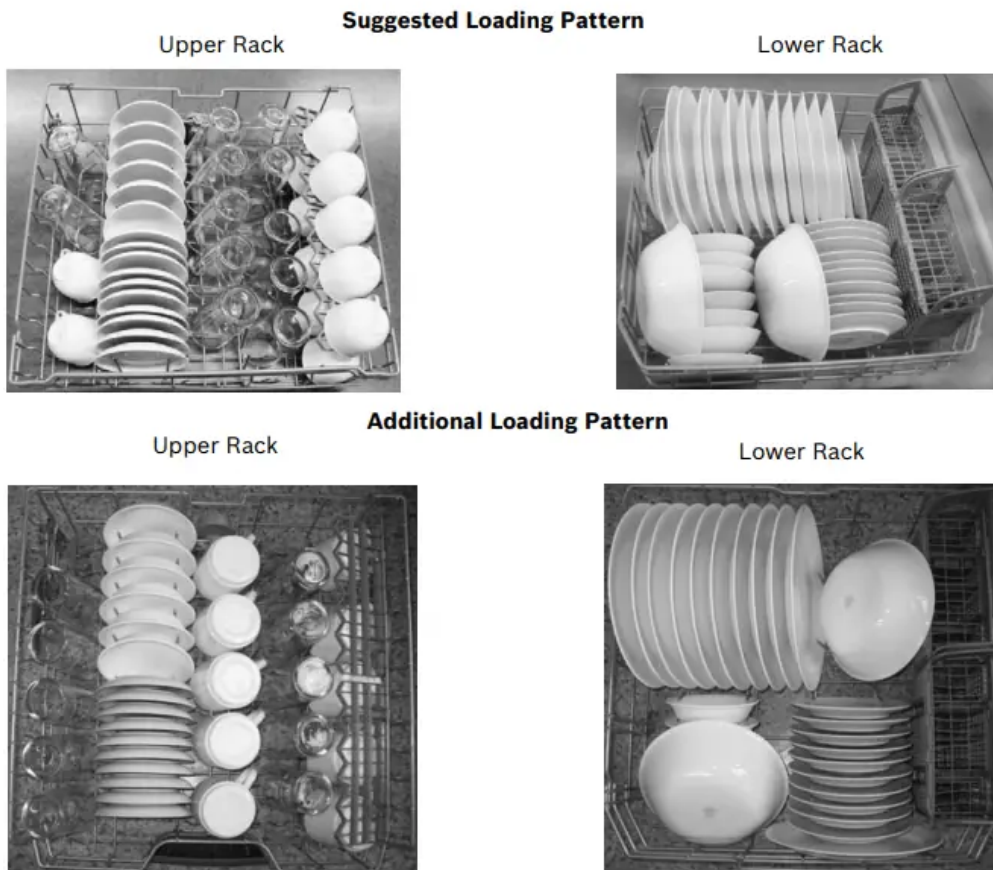 Suggested Loading Pattern
Upper Rack
Lower Rack
Additional Loading Pattern
Upper Rack
Lower Rack